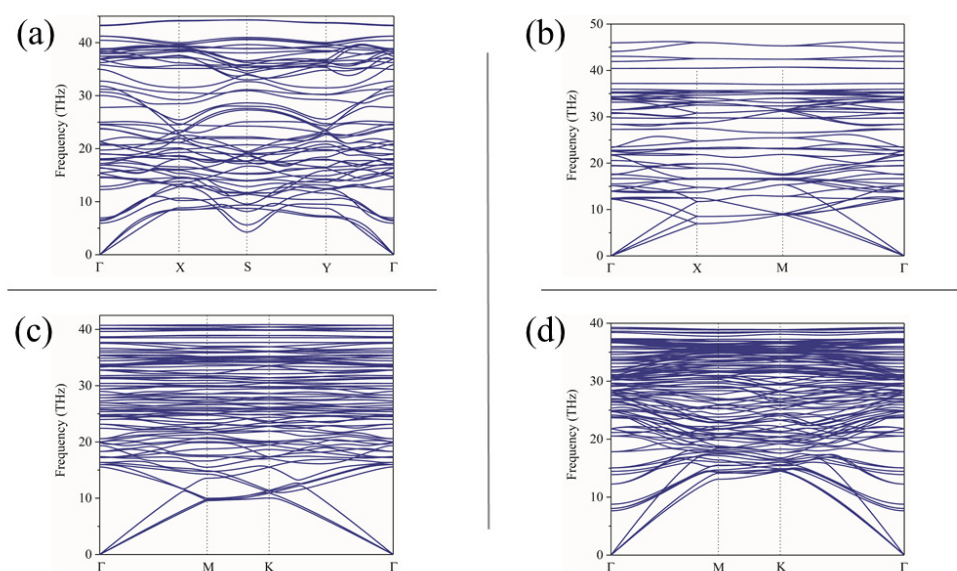 (a)
Frequency (THz)
40
30
20
10
0
Γ X S Y Γ
(b)
Frequency (THz)
50
40
30
20
10
0
Γ X M Γ
(c)
Frequency (THz)
40
30
20
10
0
Γ M K Γ
(d)
Frequency (THz)
40
30
20
10
0
Γ M K Γ